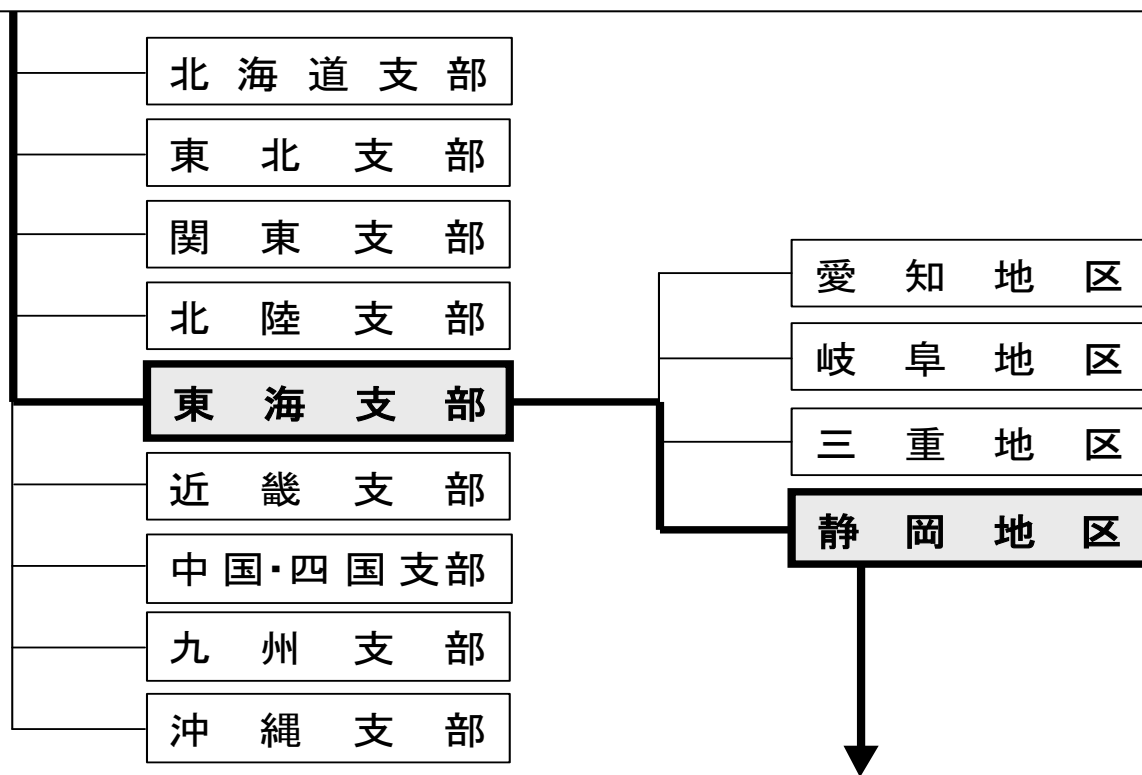 北海道支部
東北支部
関東支部
北陸支部
東海支部
近畿支部
中国・四国支部
九州支部
沖縄支部
愛知地区
岐阜地区
三重地区
静岡地区